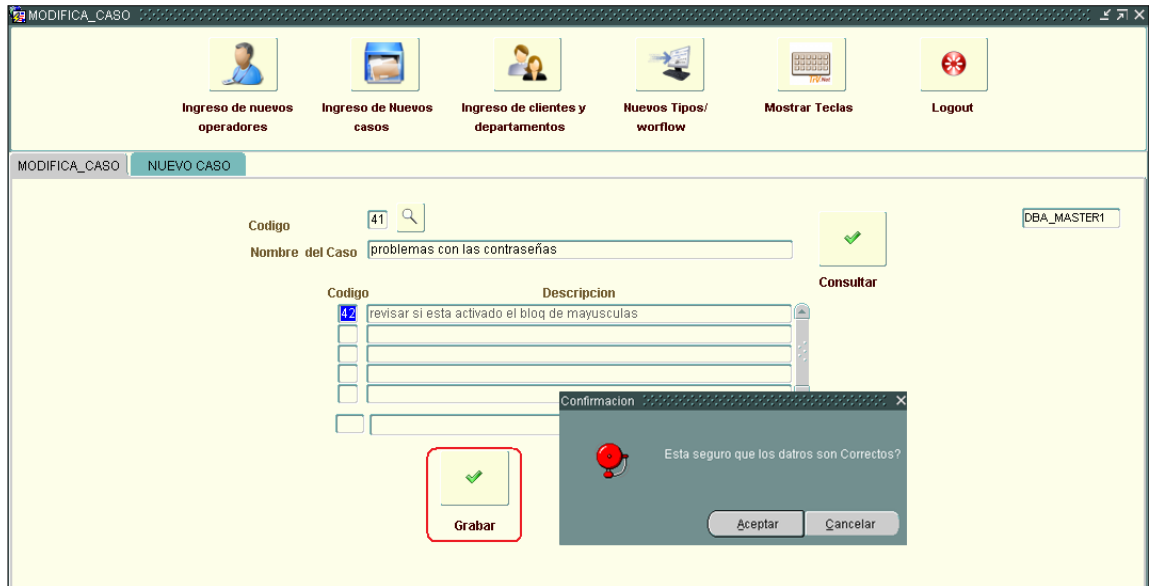 MODIFICA_CASO
Ingreso de nuevos operadores
Ingreso de Nuevos casos
Ingreso de clientes y departamentos
Nuevos Tipos/ worflow
Mostrar Teclas
Logout
MODIFICA_CASO NUEVO CASO
Codigo 41
DBA_MASTER1
Nombre del Caso problemas con las contraseñas
Consultar
Codigo Descripcion
42 revisar si esta activado el bloq de mayusculas
Confirmacion
Esta seguro que los datros son Correctos?
Aceptar Cancelar
Grabar